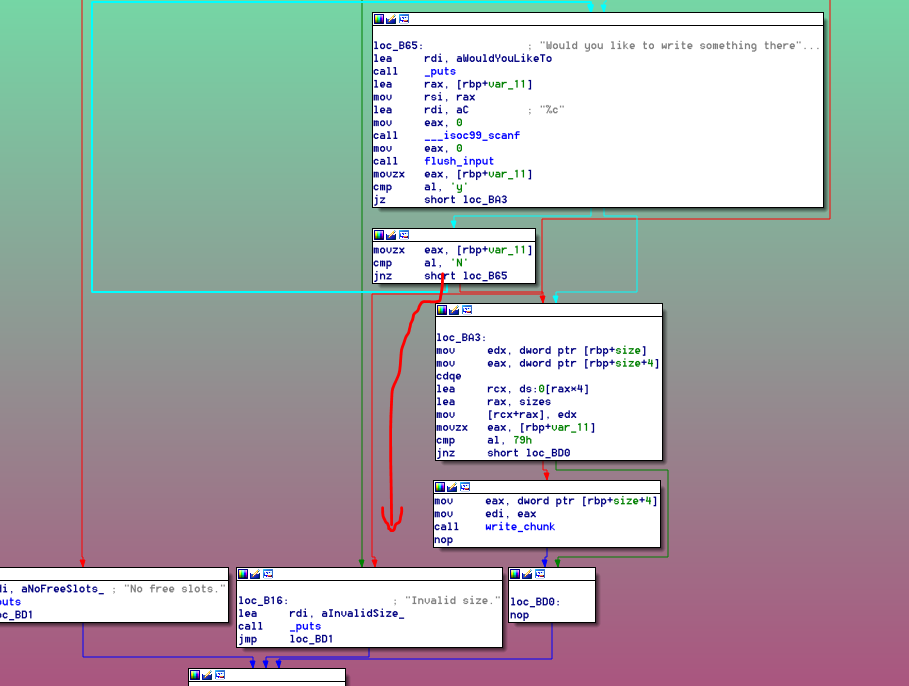 loc_B65: ; "Would you like to write something there"...
lea rdi, aWouldYouLikeTo
call _puts
lea rax, [rbp+var_11]
mov rsi, rax
lea rdi, aC ; "%c"
mov eax, 0
call ___isoc99_scanf
mov eax, 0
call flush_input
movzx eax, [rbp+var_11]
cmp al, 'y'
jz short loc_BA3
movzx eax, [rbp+var_11]
cmp al, 'N'
jnz short loc_B65
loc_BA3:
mov edx, dword ptr [rbp+size]
mov eax, dword ptr [rbp+size+4]
cdqe
lea rcx, ds:0[rax*4]
lea rax, sizes
mov [rcx+rax], edx
movzx eax, [rbp+var_11]
cmp al, 79h
jnz short loc_BD0
mov eax, dword ptr [rbp+size+4]
mov edi, eax
call write_chunk
nop
di, aNoFreeSlots_ ; "No free slots."
puts
oc_BD1
loc_B16: ; "Invalid size."
lea rdi, aInvalidSize_
call _puts
jmp loc_BD1
loc_BD0:
nop